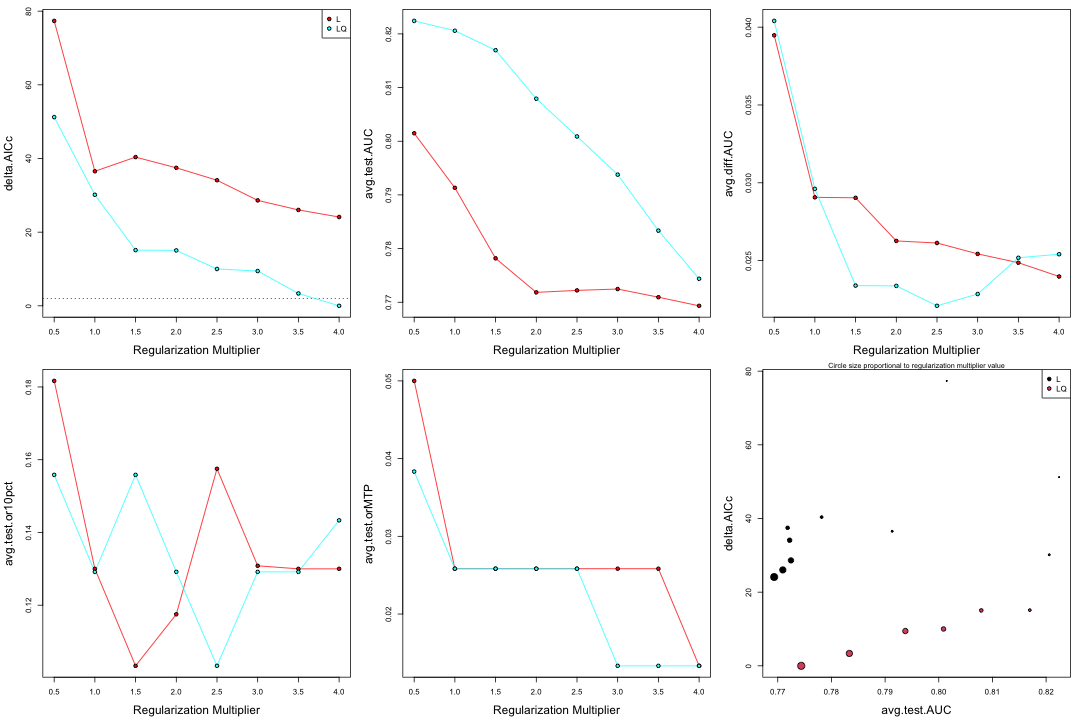 L
LQ
delta.AICc
80
60
40
20
0
0.5 1.0 1.5 2.0 2.5 3.0 3.5 4.0
Regularization Multiplier
avg.test.AUC
0.82
0.81
0.80
0.79
0.78
0.77
0.5 1.0 1.5 2.0 2.5 3.0 3.5 4.0
Regularization Multiplier
avg.diff.AUC
0.040
0.035
0.030
0.025
0.5 1.0 1.5 2.0 2.5 3.0 3.5 4.0
Regularization Multiplier
avg.test.or10pct
0.18
0.16
0.14
0.12
0.5 1.0 1.5 2.0 2.5 3.0 3.5 4.0
Regularization Multiplier
avg.test.orMTP
0.05
0.04
0.03
0.02
0.5 1.0 1.5 2.0 2.5 3.0 3.5 4.0
Regularization Multiplier
Circle size proportional to regularization multiplier value
L
LQ
delta.AICc
80
60
40
20
0
0.77 0.78 0.79 0.80 0.81 0.82
avg.test.AUC